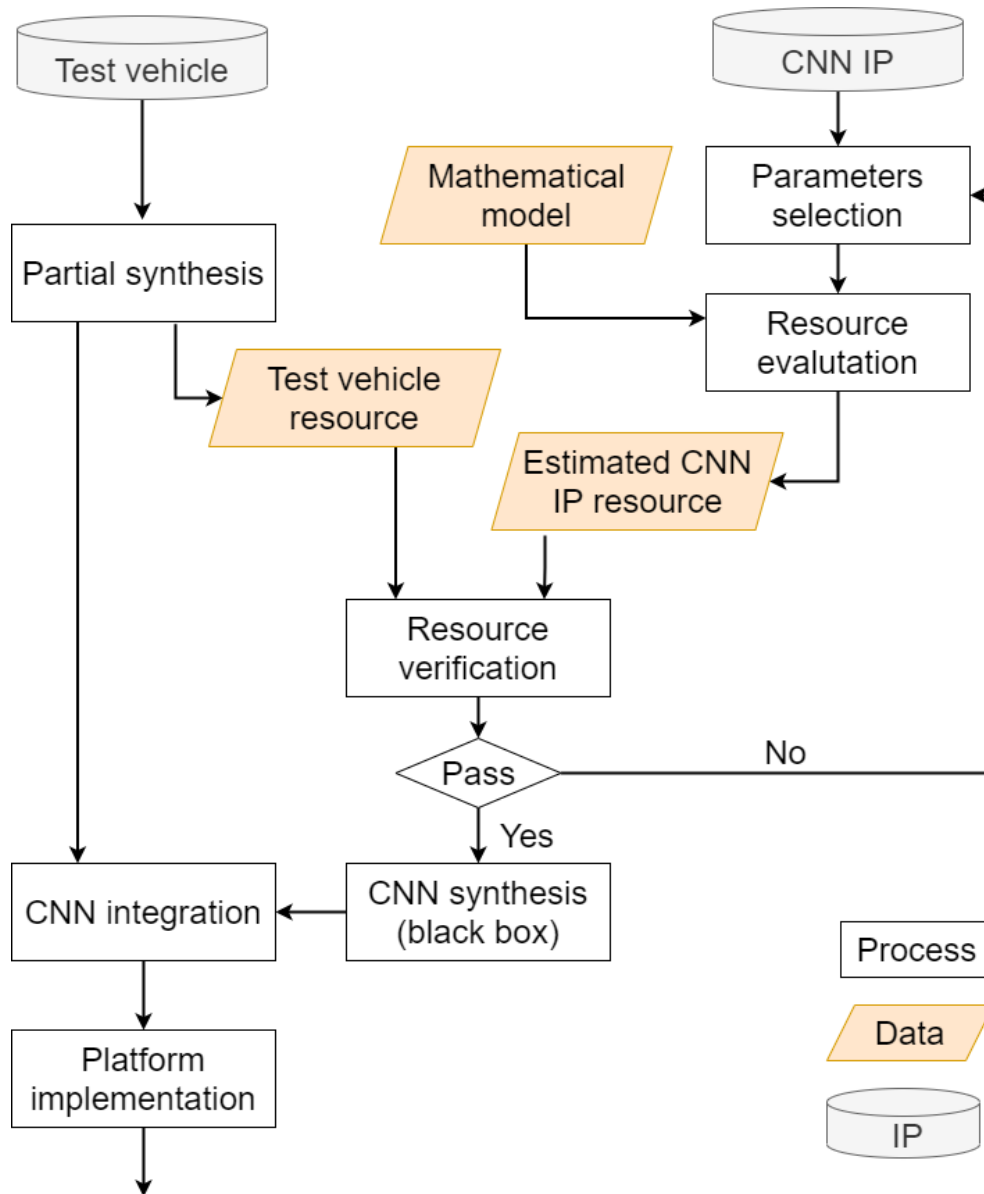 Test vehicle
CNN IP
Mathematical
model
Parameters
selection
Partial synthesis
Resource
evalutation
Test vehicle
resource
Estimated CNN
IP resource
Resource
verification
Pass
No
Yes
CNN integration
CNN synthesis
(black box)
Process
Data
Platform
implementation
IP